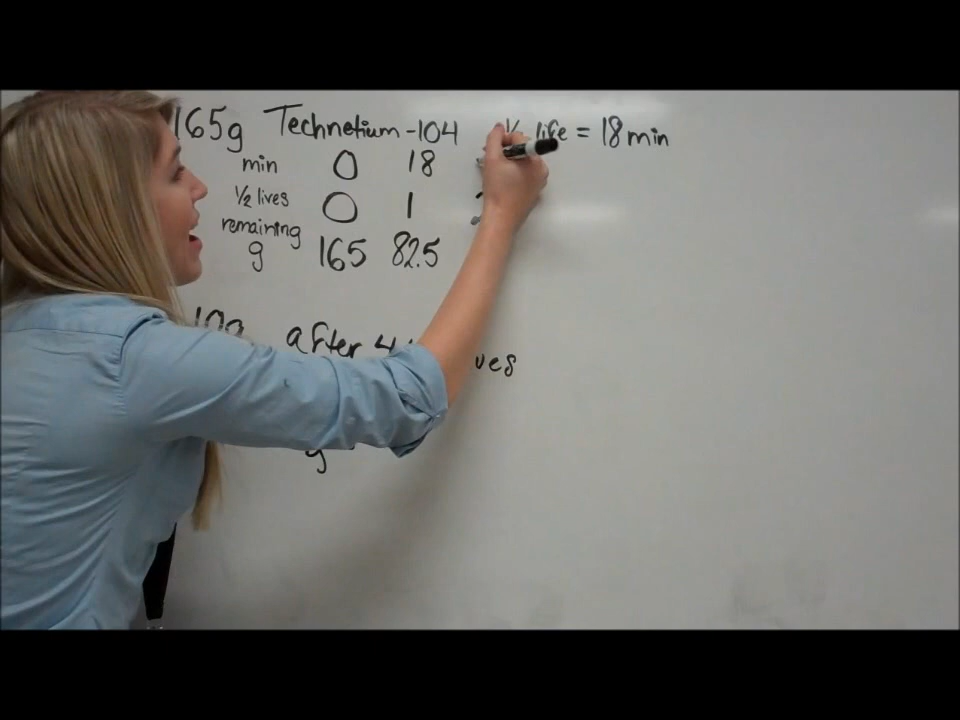 165g Technetium-104 ½ life = 18 min
min 0 18
½ lives 0 1
remaining
g 165 82.5
10g after 4
g